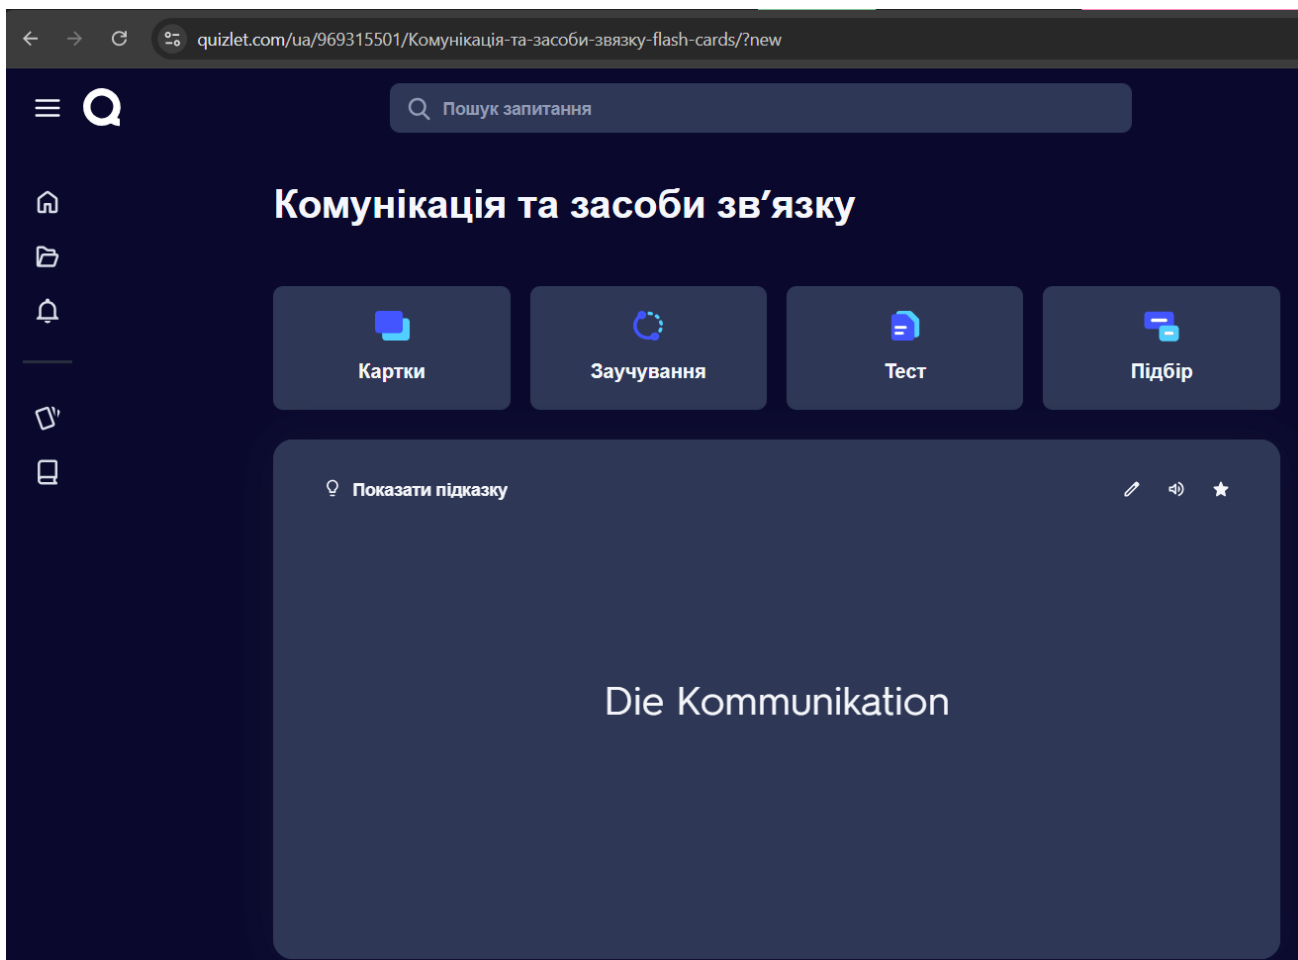 quizlet.com/ua/969315501/Комунікація-та-засоби-звязку-flash-cards/?new
Пошук запитання
Комунікація та засоби зв’язку
Картки
Заучування
Тест
Підбір
Показати підказку
Die Kommunikation